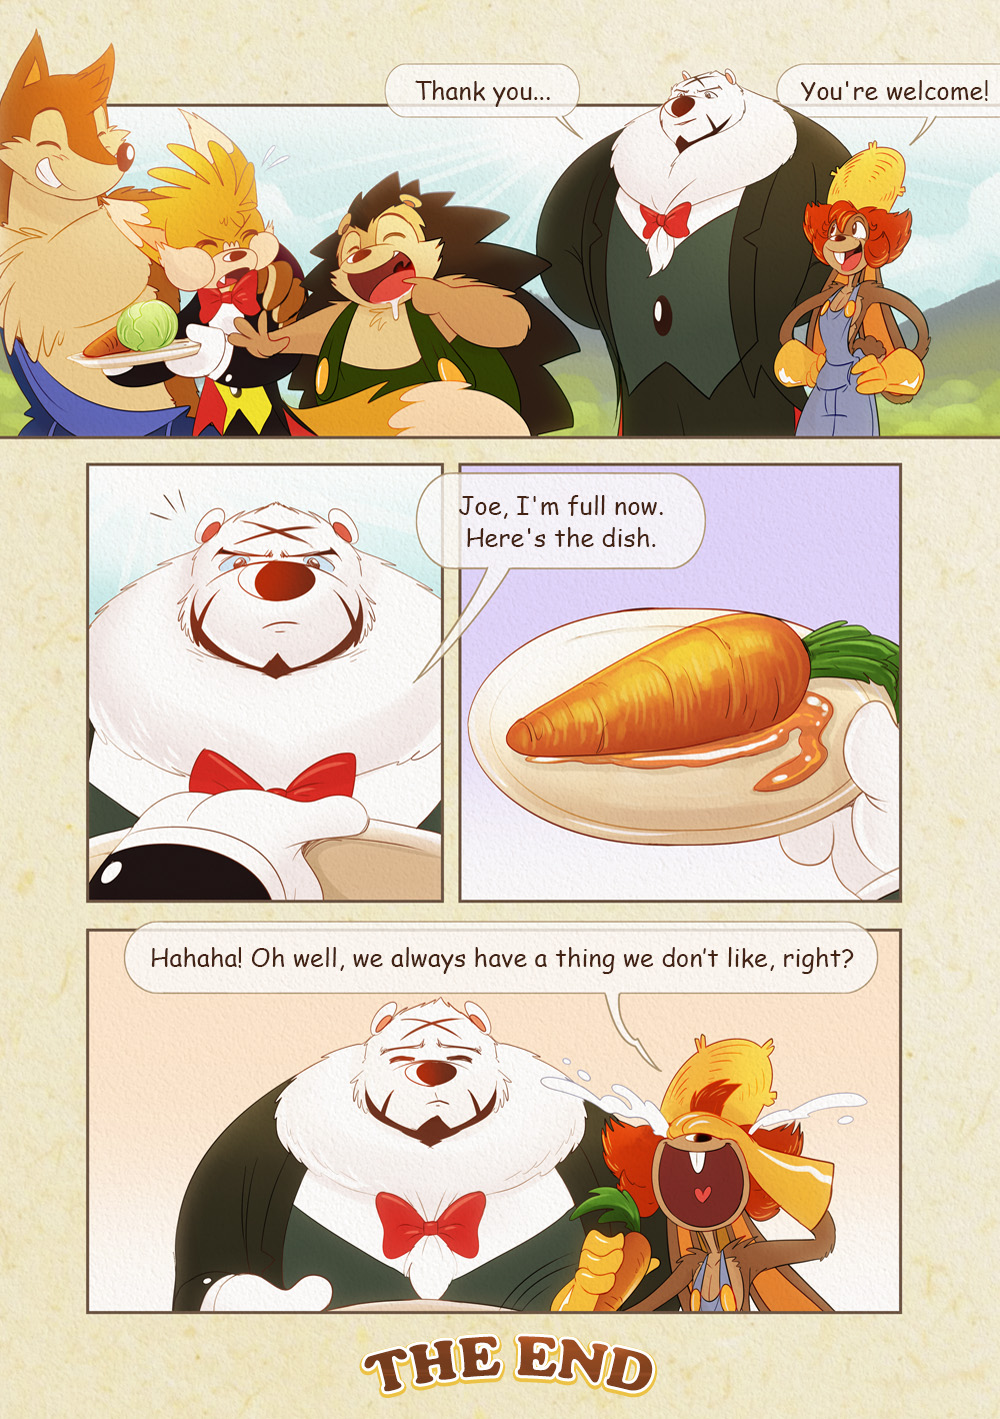 Thank you...
You're welcome!
Joe, I'm full now.
Here's the dish.
Hahaha! Oh well, we always have a thing we don’t like, right?
THE END